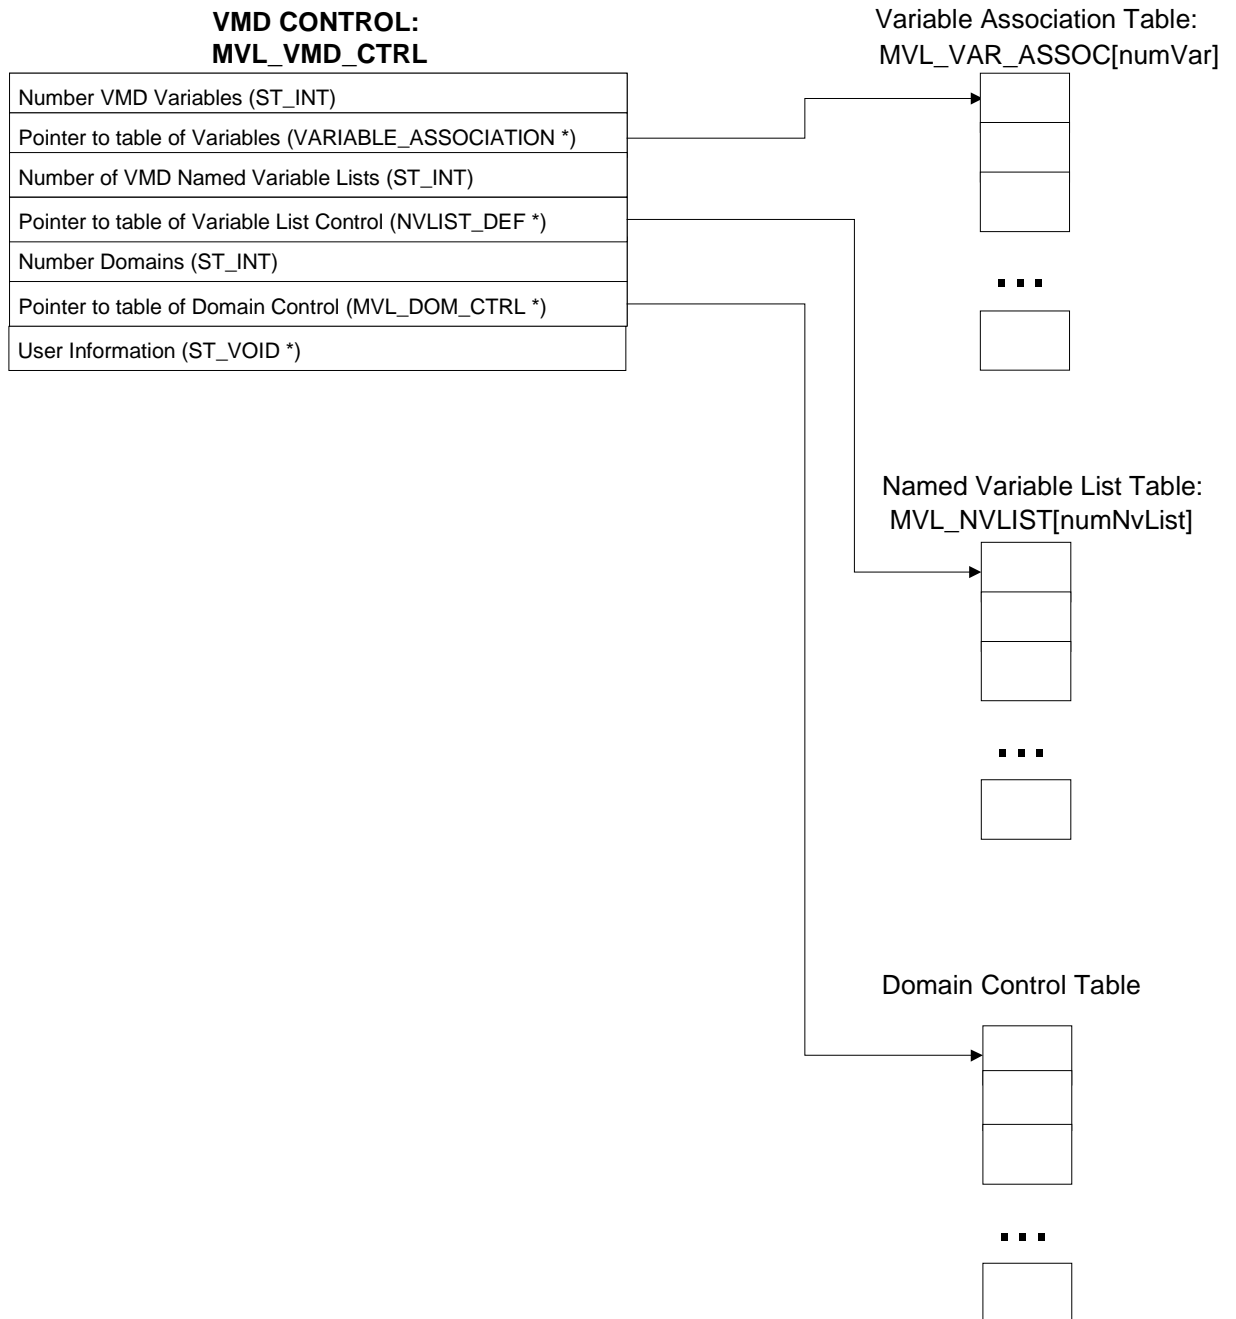 VMD CONTROL:
MVL_VMD_CTRL
Number VMD Variables (ST_INT)
Pointer to table of Variables (VARIABLE_ASSOCIATION *)
Number of VMD Named Variable Lists (ST_INT)
Pointer to table of Variable List Control (NVLIST_DEF *)
Number Domains (ST_INT)
Pointer to table of Domain Control (MVL_DOM_CTRL *)
User Information (ST_VOID *)
Variable Association Table:
MVL_VAR_ASSOC[numVar]
...
Named Variable List Table:
MVL_NVLIST[numNvList]
...
Domain Control Table
...